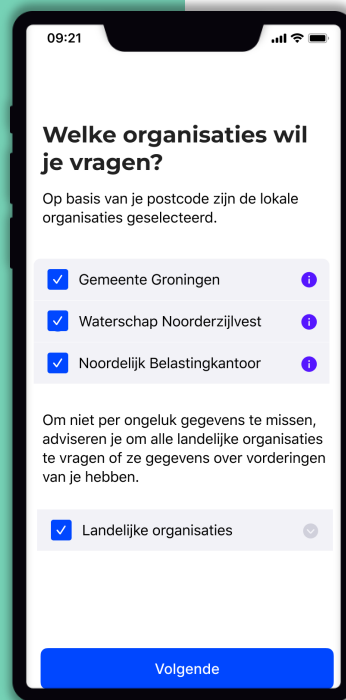 09:21
Welke organisaties wil
je vragen?
Op basis van je postcode zijn de lokale
organisaties geselecteerd.
Gemeente Groningen
Waterschap Noorderzijlvest
Noordelijk Belastingkantoor
Om niet per ongeluk gegevens te missen,
adviseren je om alle landelijke organisaties
te vragen of ze gegevens over vorderingen
van je hebben.
Landelijke organisaties
Volgende